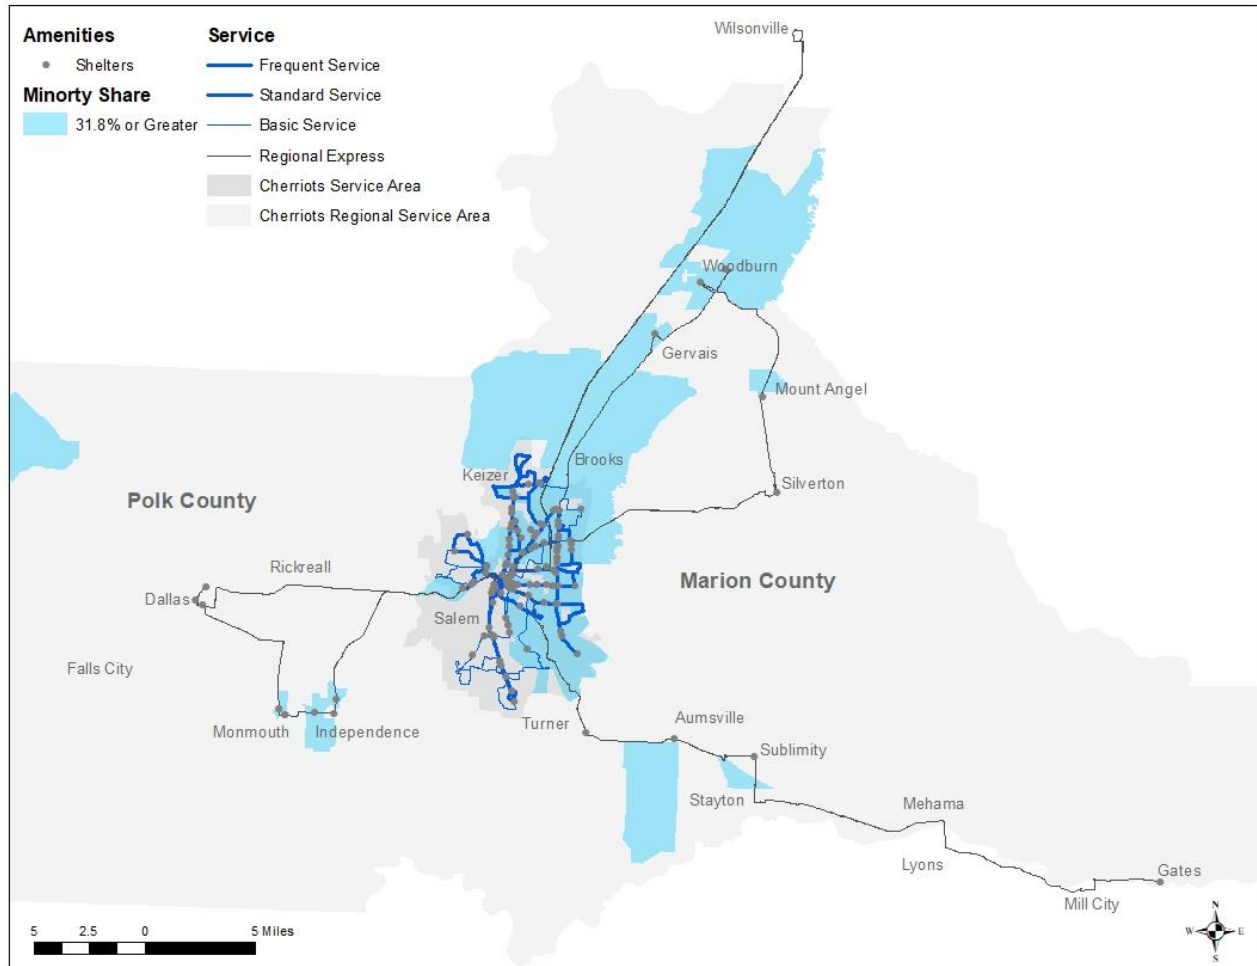 Amenities
Shelters
Minorty Share
31.8% or Greater
Service
Frequent Service
Standard Service
Basic Service
Regional Express
Cherriots Service Area
Cherriots Regional Service Area
Wilsonville
Woodburn
Gervais
Mount Angel
Brooks
Keizer
Silverton
Polk County
Rickreall
Marion County
Dallas
Salem
Falls City
Monmouth
Independence
Turner
Aumsville
Sublimity
Stayton
Mehama
Lyons
Gates
Mill City
5 2.5 0 5 Miles
N
W E
S